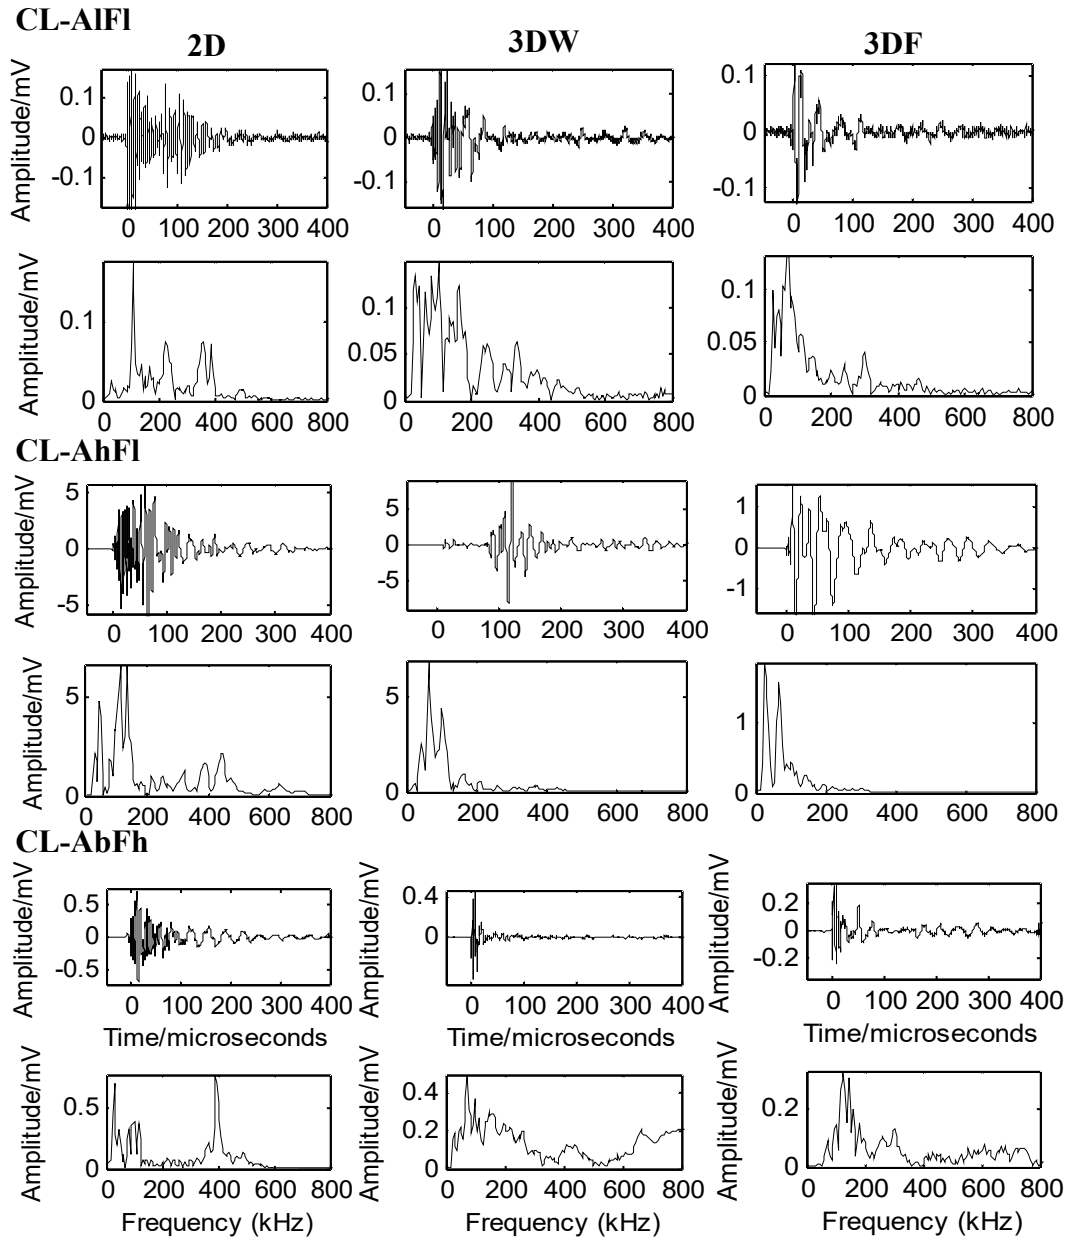 CL-AlFl
2D 3DW 3DF
Amplitude/mV
0.1 0 -0.1
0 100 200 300 400
0.1 0 -0.1
0 100 200 300 400
0.1 0 -0.1
0 100 200 300 400
Amplitude/mV
0.1 0
0 200 400 600 800
0.1 0.05 0
0 200 400 600 800
0.1 0.05 0
0 200 400 600 800
CL-AhFl
Amplitude/mV
5 0 -5
0 100 200 300 400
5 0 -5
0 100 200 300 400
1 0 -1
0 100 200 300 400
Amplitude/mV
5 0
0 200 400 600 800
5 0
0 200 400 600 800
1 0
0 200 400 600 800
CL-AbFh
Amplitude/mV
0.5 0 -0.5
0 100 200 300 400
Time/microseconds
Amplitude/mV
0.4 0
0 100 200 300 400
Time/microseconds
Amplitude/mV
0.2 0 -0.2
0 100 200 300 400
Time/microseconds
Amplitude/mV
0.5 0
0 200 400 600 800
Frequency (kHz)
Amplitude/mV
0.4 0.2 0
0 200 400 600 800
Frequency (kHz)
Amplitude/mV
0.2 0
0 200 400 600 800
Frequency (kHz)